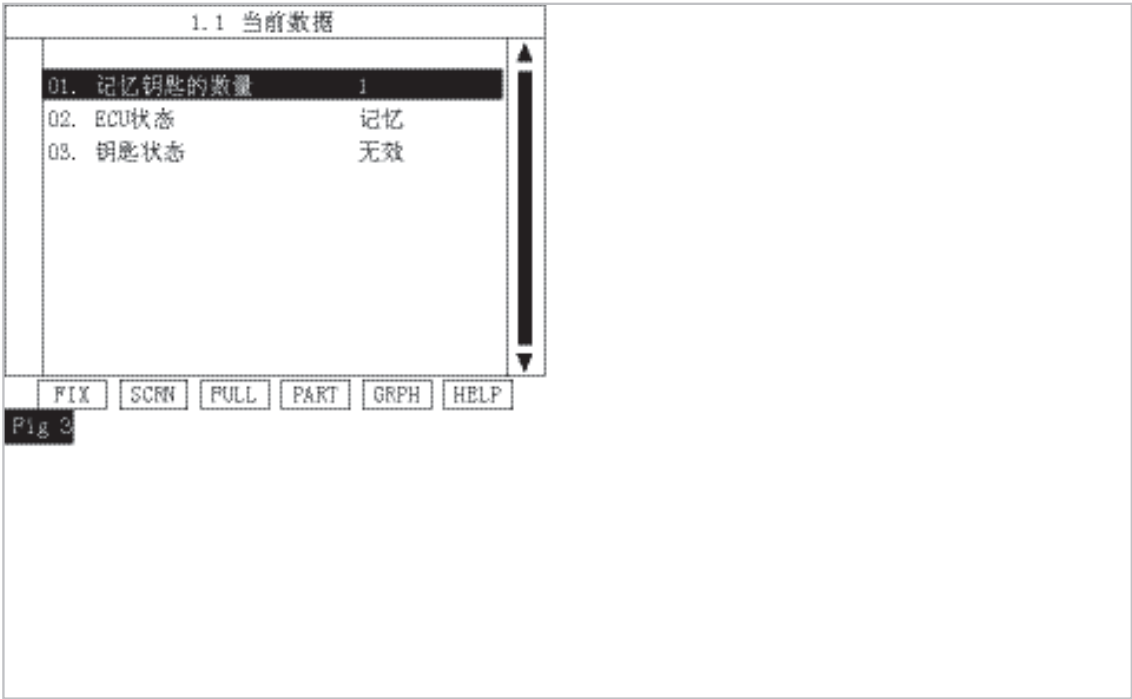 1.1 当前数据
01. 记忆钥匙的数量 1
02. ECU状态 记忆
03. 钥匙状态 无效
FIX SCRN FULL PART GRPH HELP
Fig 3